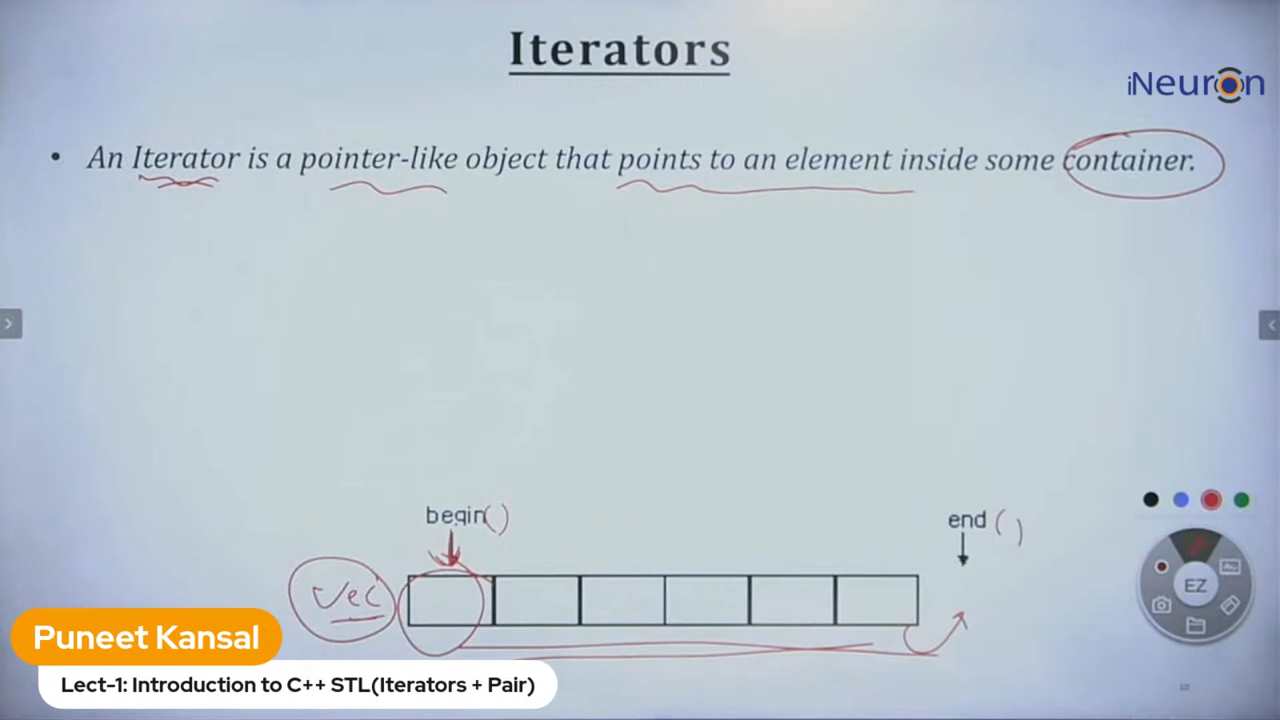 Iterators
iNeuron
• An Iterator is a pointer-like object that points to an element inside some container.
begin()
end ( )
Vec
EZ
Puneet Kansal
Lect-1: Introduction to C++ STL(Iterators + Pair)